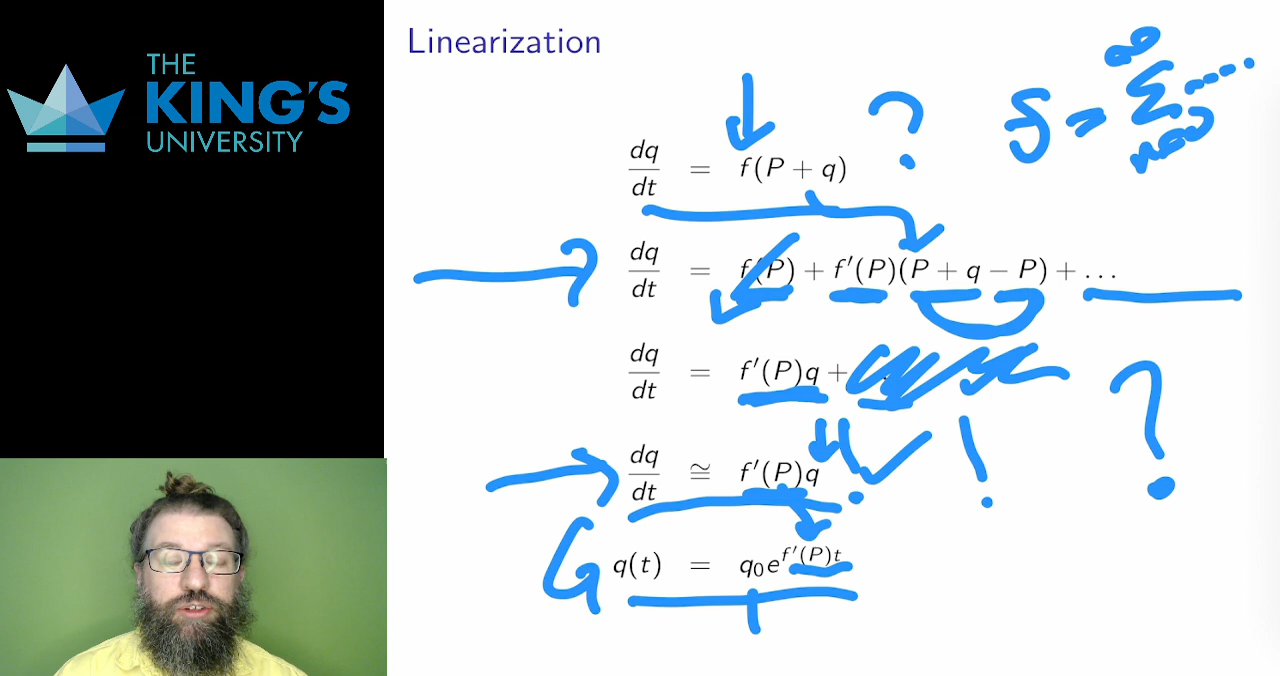 THE
KING'S
UNIVERSITY
Linearization
dq/dt = f(P + q)
?
dq/dt = f(P) + f′(P)(P + q − P) + ...
dq/dt = f′(P)q +
?
!
dq/dt ≅ f′(P)q
q(t) = q₀e^{f′(P)t}